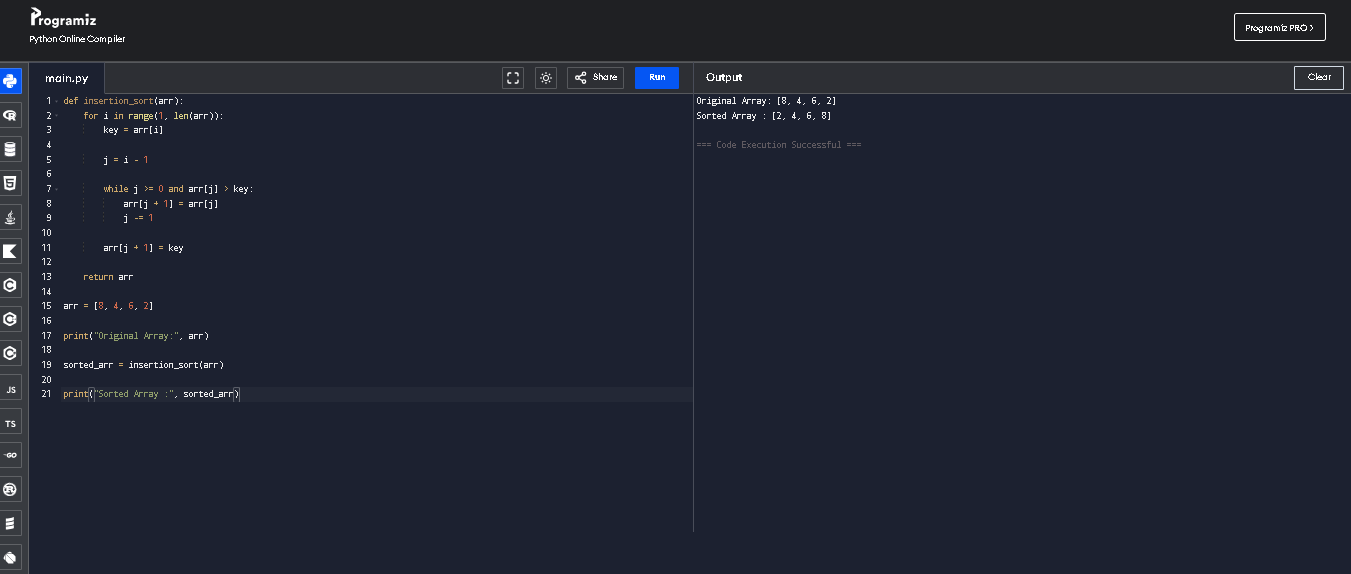 Programiz
Python Online Compiler
Programiz PRO >
main.py
Share
Run
Output
Clear
1 def insertion_sort(arr):
2     for i in range(1, len(arr)):
3         key = arr[i]
4
5         j = i - 1
6
7         while j >= 0 and arr[j] > key:
8             arr[j + 1] = arr[j]
9             j -= 1
10
11         arr[j + 1] = key
12
13     return arr
14
15 arr = [8, 4, 6, 2]
16
17 print("Original Array:", arr)
18
19 sorted_arr = insertion_sort(arr)
20
21 print("Sorted Array :", sorted_arr)
Original Array: [8, 4, 6, 2]
Sorted Array : [2, 4, 6, 8]
=== Code Execution Successful ===
R
5
C
C
C
JS
TS
GO
R